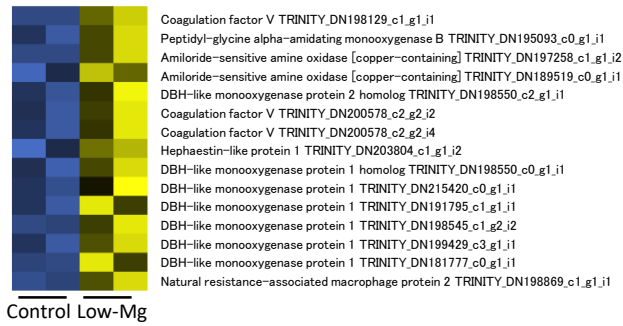 Coagulation factor V TRINITY_DN198129_c1_g1_i1
Peptidyl-glycine alpha-amidating monooxygenase B TRINITY_DN195093_c0_g1_i1
Amiloride-sensitive amine oxidase [copper-containing] TRINITY_DN197258_c1_g1_i2
Amiloride-sensitive amine oxidase [copper-containing] TRINITY_DN189519_c0_g1_i1
DBH-like monooxygenase protein 2 homolog TRINITY_DN198550_c2_g1_i1
Coagulation factor V TRINITY_DN200578_c2_g2_i2
Coagulation factor V TRINITY_DN200578_c2_g2_i4
Hephaestin-like protein 1 TRINITY_DN203804_c1_g1_i2
DBH-like monooxygenase protein 1 homolog TRINITY_DN198550_c0_g1_i1
DBH-like monooxygenase protein 1 TRINITY_DN215420_c0_g1_i1
DBH-like monooxygenase protein 1 TRINITY_DN191795_c1_g1_i1
DBH-like monooxygenase protein 1 TRINITY_DN198545_c1_g2_i2
DBH-like monooxygenase protein 1 TRINITY_DN199429_c3_g1_i1
DBH-like monooxygenase protein 1 TRINITY_DN181777_c0_g1_i1
Natural resistance-associated macrophage protein 2 TRINITY_DN198869_c1_g1_i1
Control Low-Mg